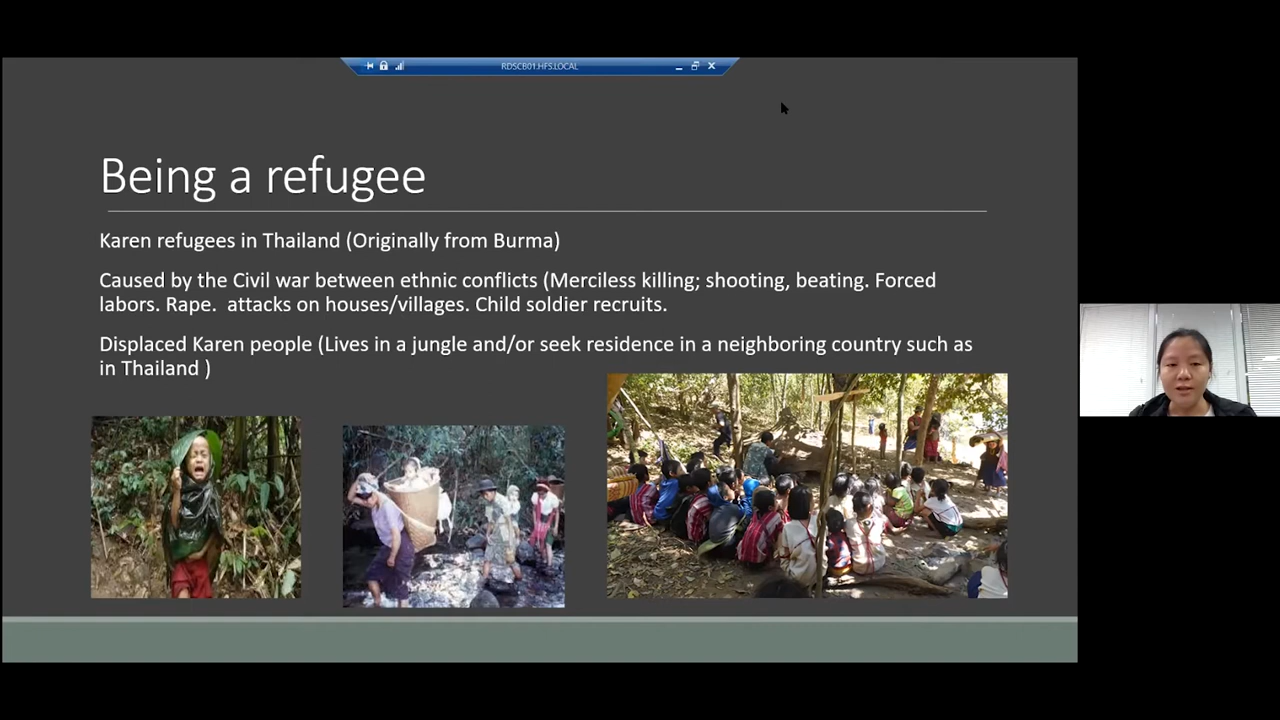 RDSCB01.HFS.LOCAL
Being a refugee
Karen refugees in Thailand (Originally from Burma)
Caused by the Civil war between ethnic conflicts (Merciless killing; shooting, beating. Forced
labors. Rape.  attacks on houses/villages. Child soldier recruits.
Displaced Karen people (Lives in a jungle and/or seek residence in a neighboring country such as
in Thailand )